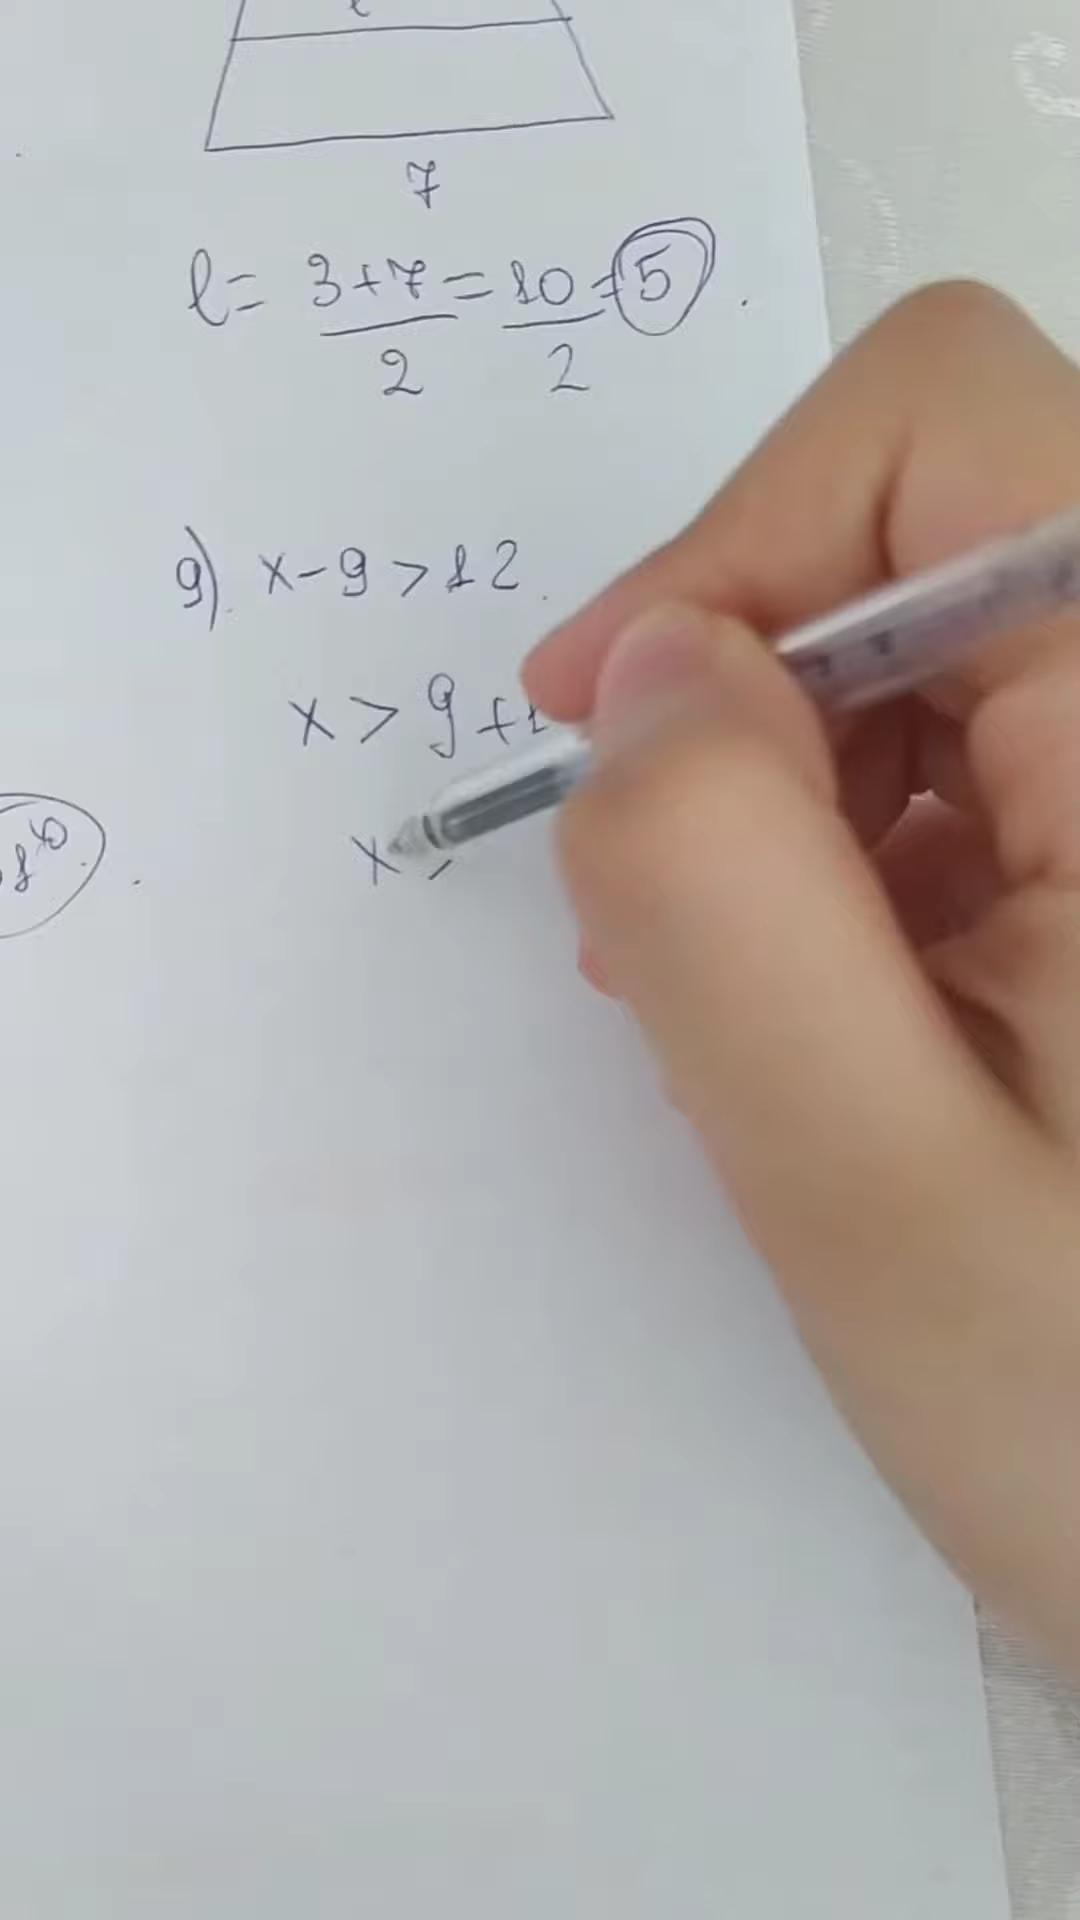 7
l = 3+7/2 = 10/2 = 5
9) x - 9 > 12
x > 9 +
x >